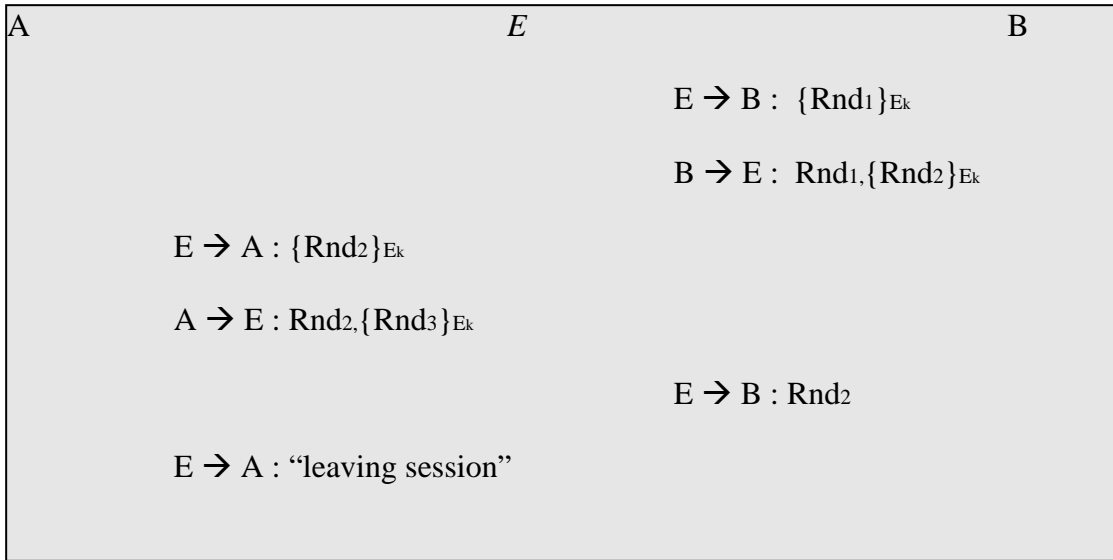 A E B
E → B : {Rnd₁}Eₖ
B → E : Rnd₁,{Rnd₂}Eₖ
E → A : {Rnd₂}Eₖ
A → E : Rnd₂,{Rnd₃}Eₖ
E → B : Rnd₂
E → A : “leaving session”